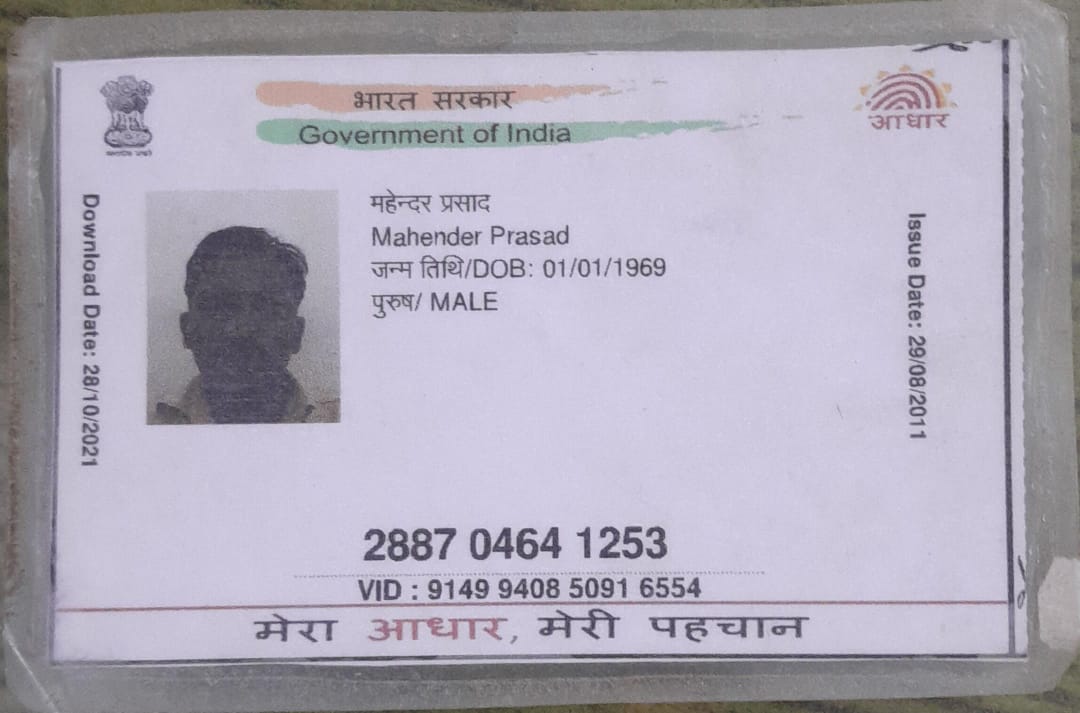 भारत सरकार
Government of India
आधार
Download Date: 28/10/2021
महेन्दर प्रसाद
Mahender Prasad
जन्म तिथि/DOB: 01/01/1969
पुरुष/ MALE
Issue Date: 29/08/2011
2887 0464 1253
VID : 9149 9408 5091 6554
मेरा आधार, मेरी पहचान